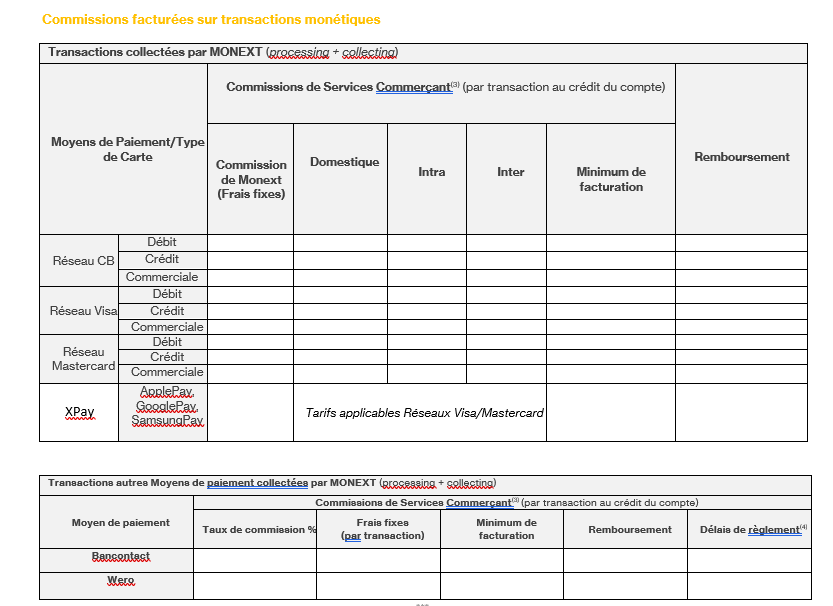 Commissions facturées sur transactions monétiques
Transactions collectées par MONEXT (processing + collecting)
Moyens de Paiement/Type
de Carte
Commissions de Services Commerçant(3) (par transaction au crédit du compte)
Remboursement
Commission
de Monext
(Frais fixes)
Domestique
Intra
Inter
Minimum de
facturation
Réseau CB
Débit
Crédit
Commerciale
Réseau Visa
Débit
Crédit
Commerciale
Réseau
Mastercard
Débit
Crédit
Commerciale
XPay
ApplePay,
GooglePay,
SamsungPay
Tarifs applicables Réseaux Visa/Mastercard
Transactions autres Moyens de paiement collectées par MONEXT (processing + collecting)
Moyen de paiement
Commissions de Services Commerçant(3) (par transaction au crédit du compte)
Taux de commission %
Frais fixes
(par transaction)
Minimum de
facturation
Remboursement
Délais de règlement(4)
Bancontact
Wero